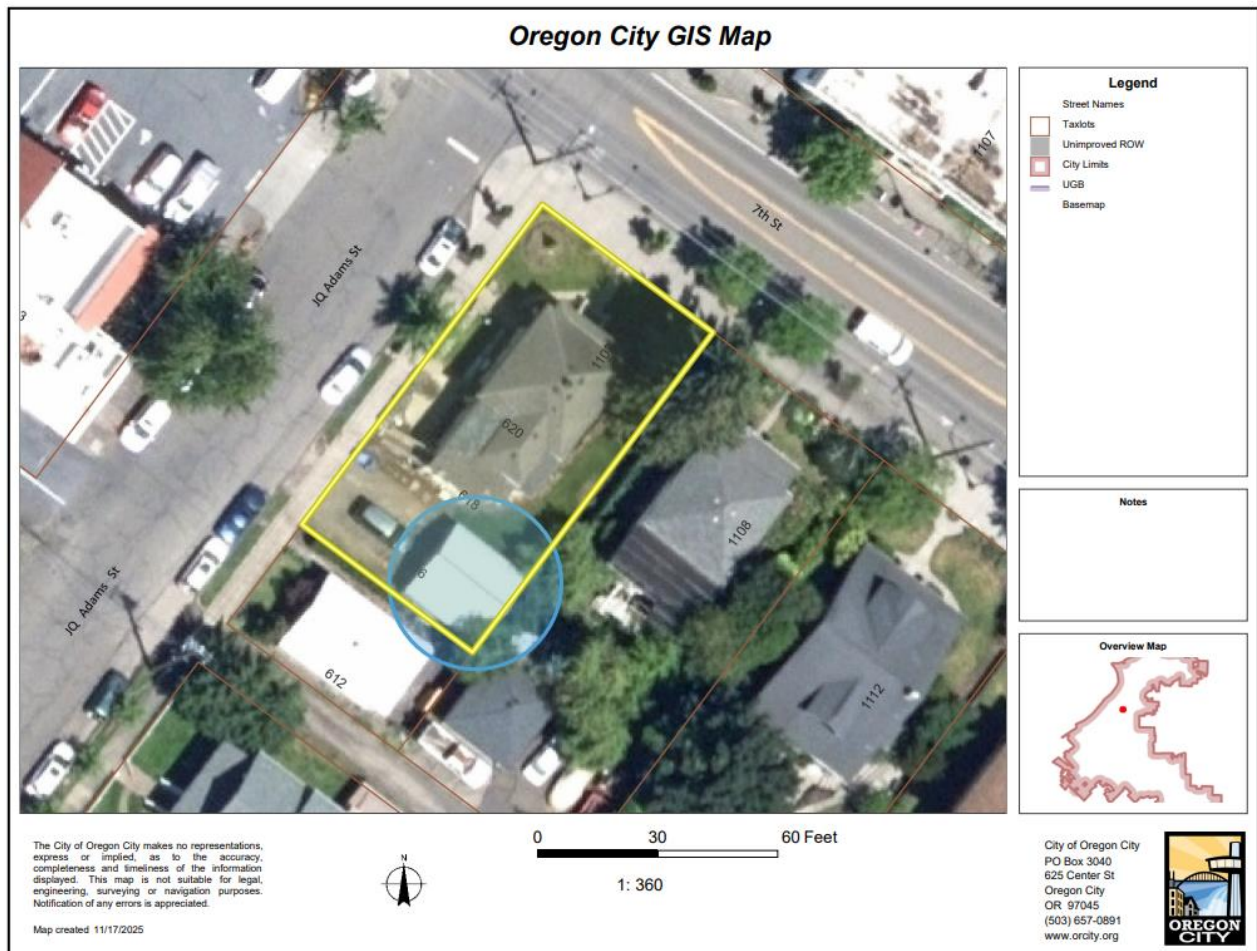 Oregon City GIS Map
1107
7th St
JQ Adams St
620
618
1108
JQ Adams St
612
1112
Legend
Street Names
Taxlots
Unimproved ROW
City Limits
UGB
Basemap
Notes
Overview Map
The City of Oregon City makes no representations,
express or implied, as to the accuracy,
completeness and timeliness of the information
displayed. This map is not suitable for legal,
engineering, surveying or navigation purposes.
Notification of any errors is appreciated.
Map created 11/17/2025
N
0 30 60 Feet
1: 360
City of Oregon City
PO Box 3040
625 Center St
Oregon City
OR 97045
(503) 657-0891
www.orcity.org
OREGON
CITY